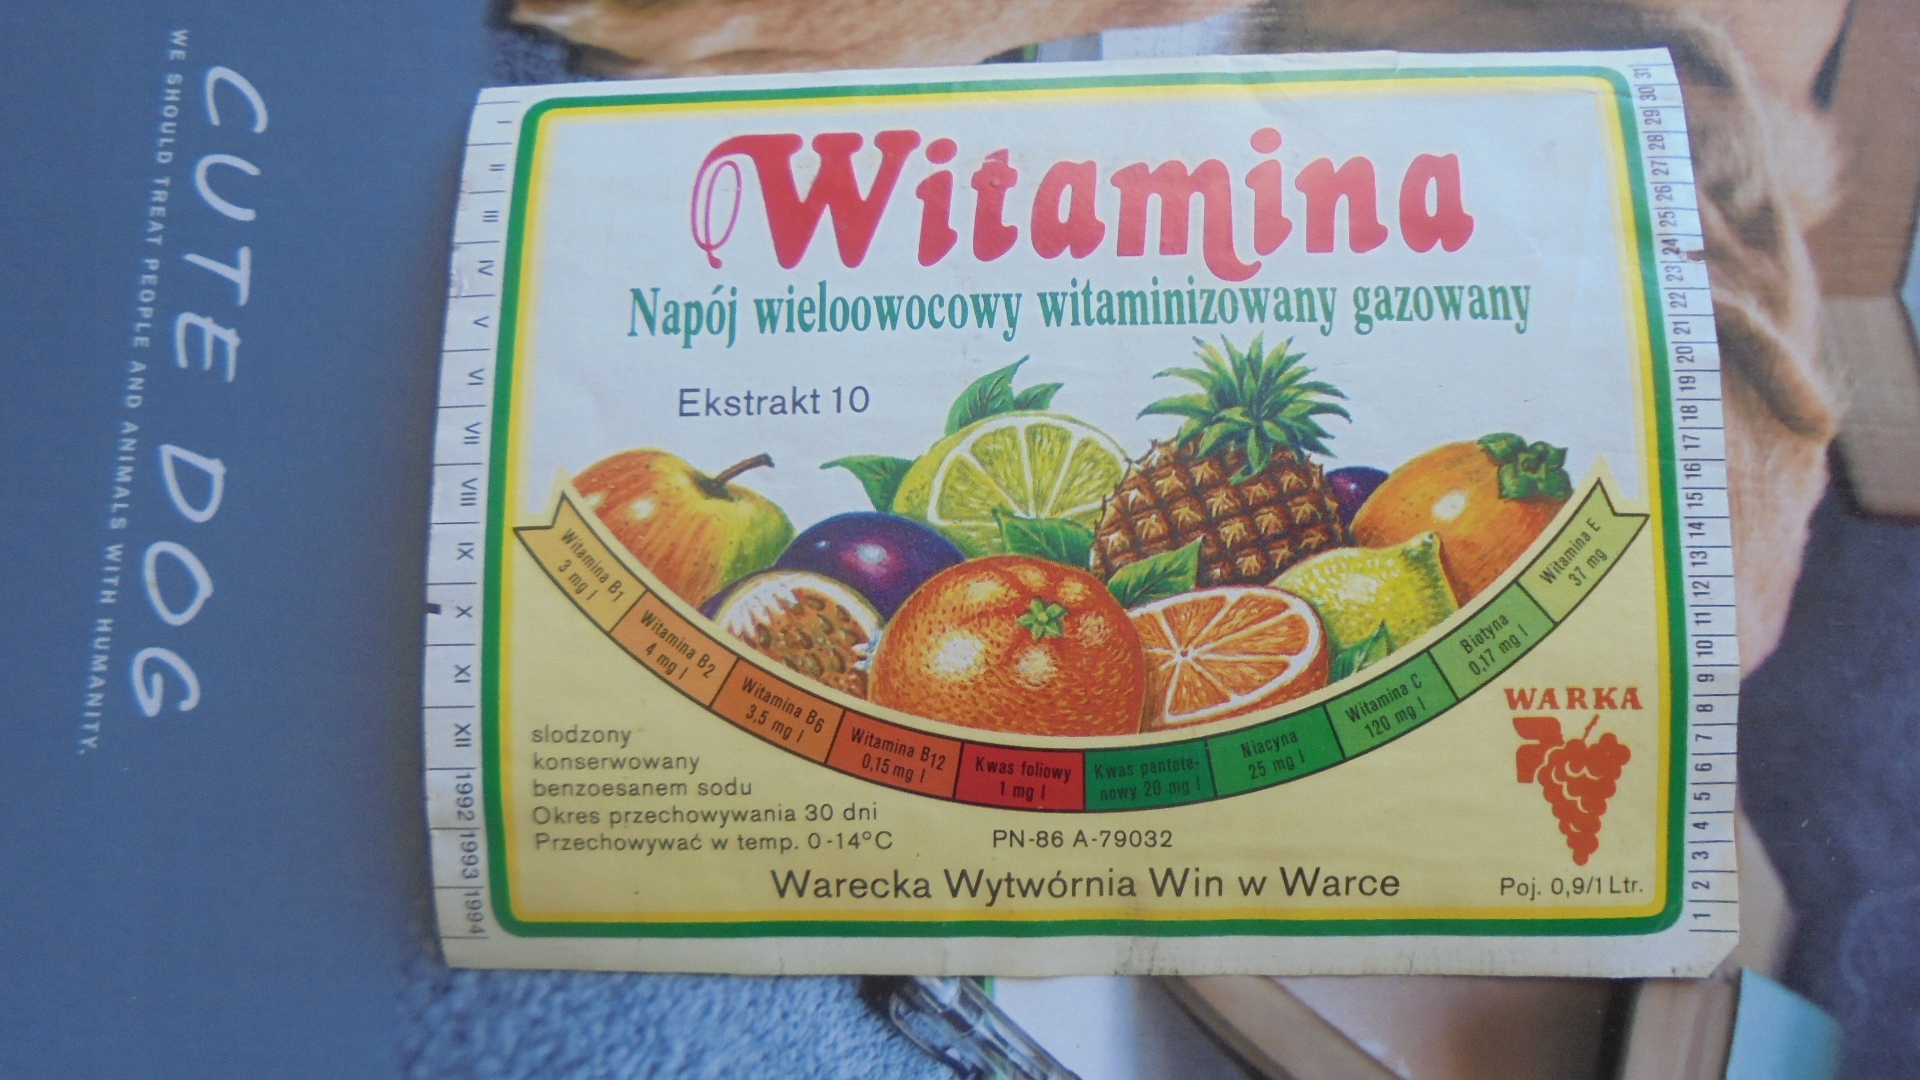 CUTE DOG
WE SHOULD TREAT PEOPLE AND ANIMALS WITH HUMANITY.
I II III IV V VI VII VIII IX X XI XII 1992 1993 1994
Witamina
Napój wieloowocowy witaminizowany gazowany
Ekstrakt 10
Witamina B1
3 mg l
Witamina B2
4 mg l
Witamina B6
3,5 mg l
Witamina B12
0,15 mg l
Kwas foliowy
1 mg l
Kwas pantote-
nowy 20 mg l
Niacyna
25 mg l
Witamina C
120 mg l
Biotyna
0,17 mg l
Witamina E
37 mg
WARKA
slodzony
konserwowany
benzoesanem sodu
Okres przechowywania 30 dni
Przechowywać w temp. 0-14°C
PN-86 A-79032
Warecka Wytwórnia Win w Warce
Poj. 0,9/1 Ltr.
1 2 3 4 5 6 7 8 9 10 11 12 13 14 15 16 17 18 19 20 21 22 23 24 25 26 27 28 29 30 31